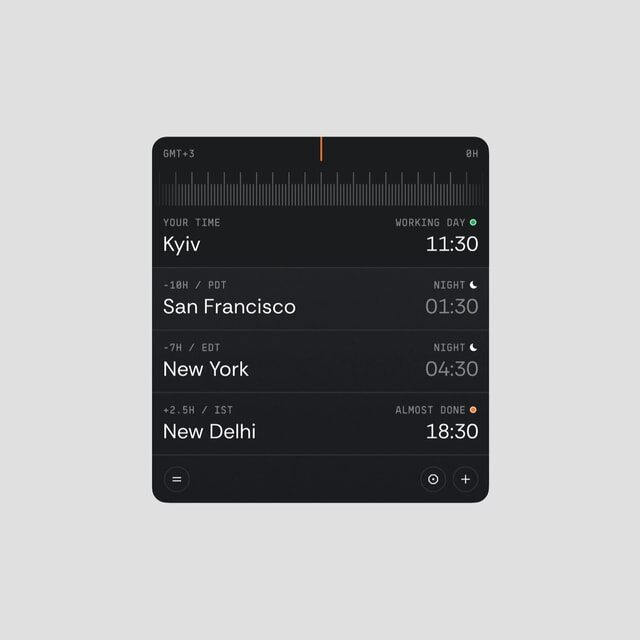 GMT+3 0H
YOUR TIME WORKING DAY
Kyiv 11:30
-10H / PDT NIGHT
San Francisco 01:30
-7H / EDT NIGHT
New York 04:30
+2.5H / IST ALMOST DONE
New Delhi 18:30